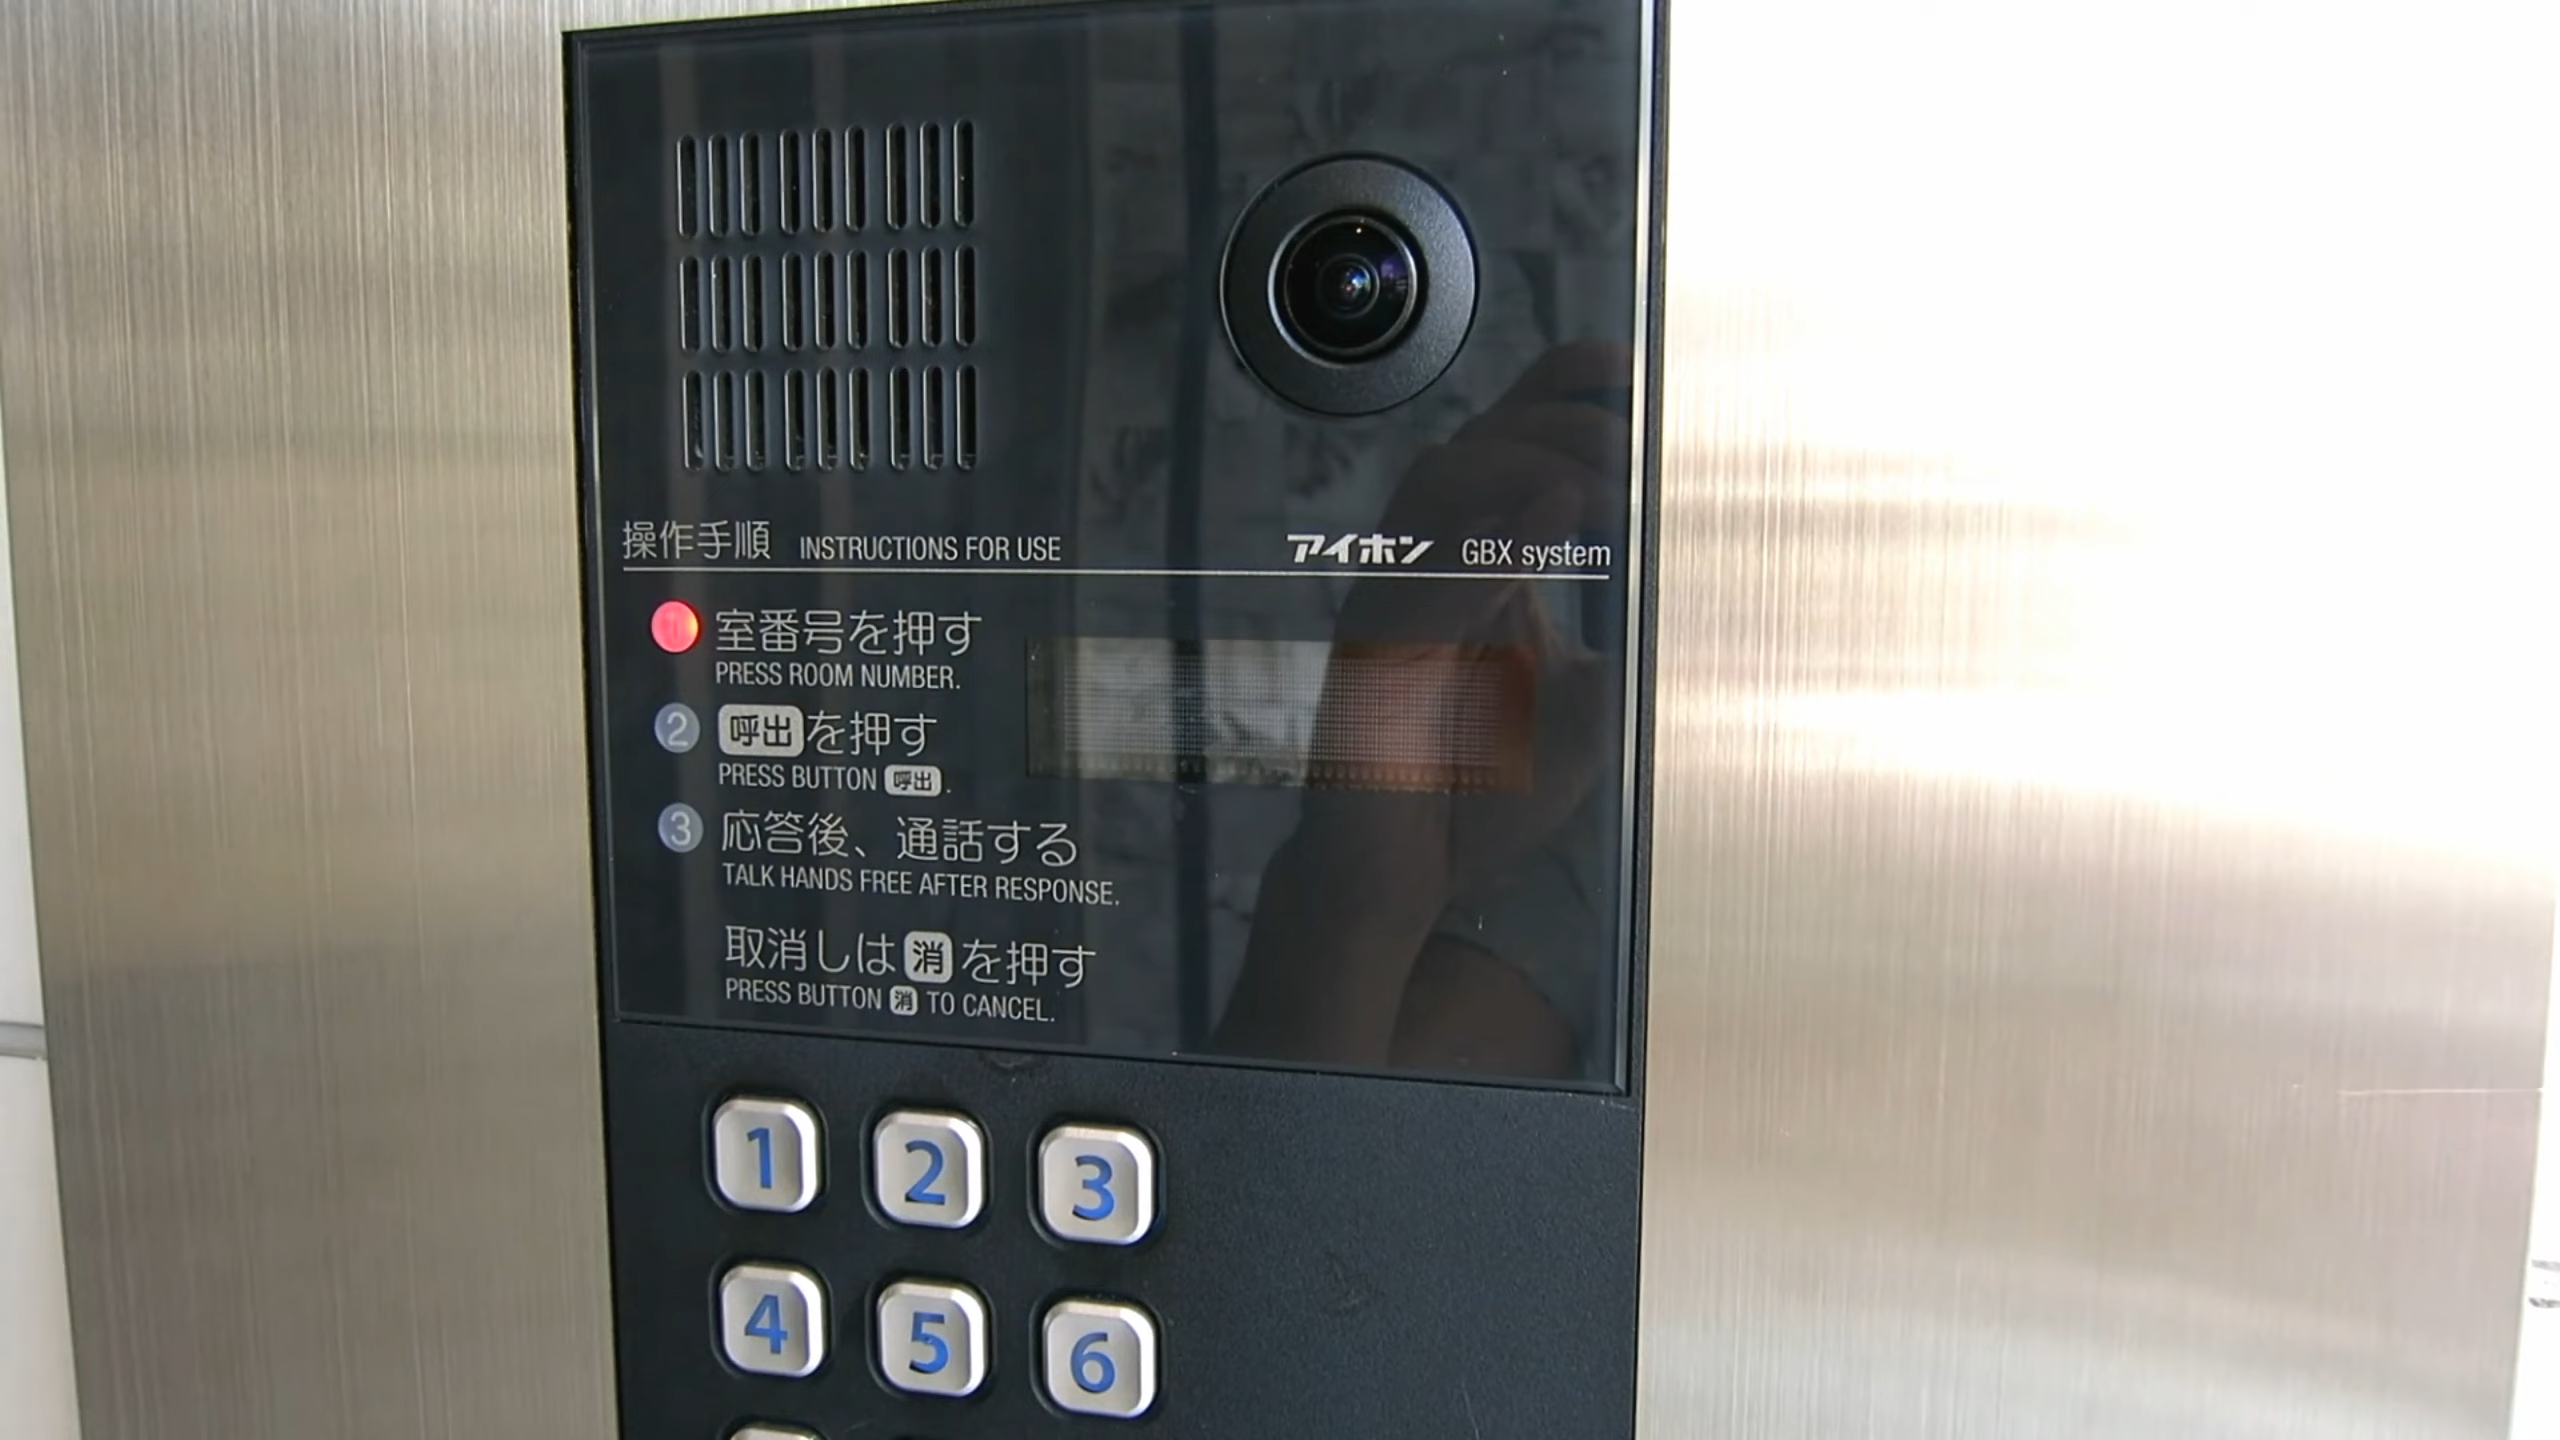 操作手順 INSTRUCTIONS FOR USE アイホン GBX system
1 室番号を押す
PRESS ROOM NUMBER.
2 呼出を押す
PRESS BUTTON 呼出.
3 応答後、通話する
TALK HANDS FREE AFTER RESPONSE.
取消しは消を押す
PRESS BUTTON 消 TO CANCEL.
1 2 3
4 5 6